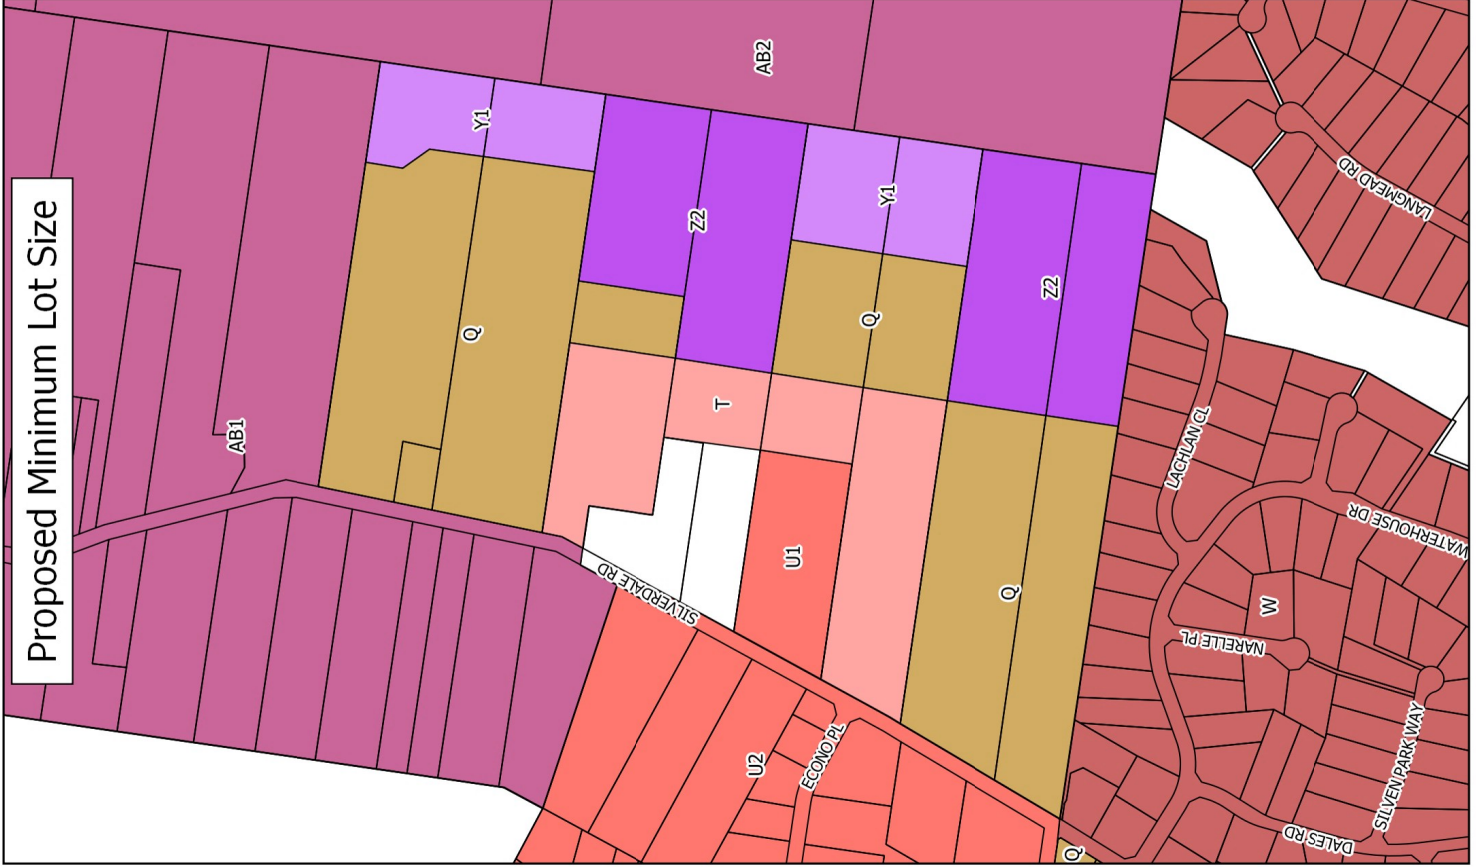 Proposed Minimum Lot Size
AB2
Y1
Z2
Y1
Z2
Q
Q
T
AB1
U1
Q
U2
W
Q
LANGMEAD RD
LACHLAN CL
WATERHOUSE DR
NARELLE PL
SILVERDALE RD
ECONO PL
SILVEN PARK WAY
DALES RD